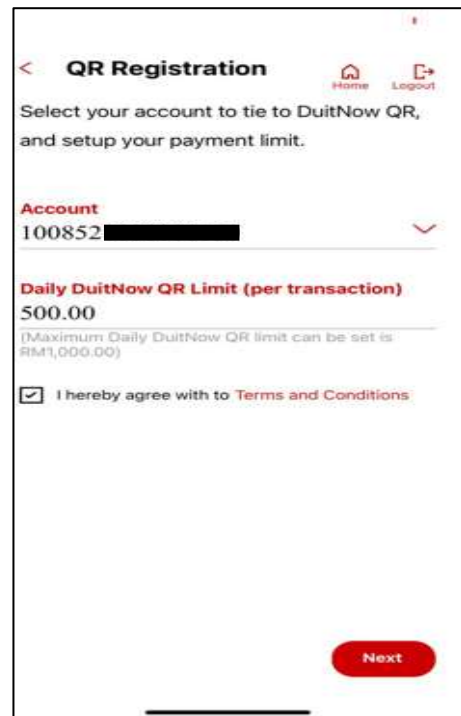 < QR Registration
Home Logout
Select your account to tie to DuitNow QR,
and setup your payment limit.
Account
100852
Daily DuitNow QR Limit (per transaction)
500.00
(Maximum Daily DuitNow QR limit can be set is
RM1,000.00)
I hereby agree with to Terms and Conditions
Next